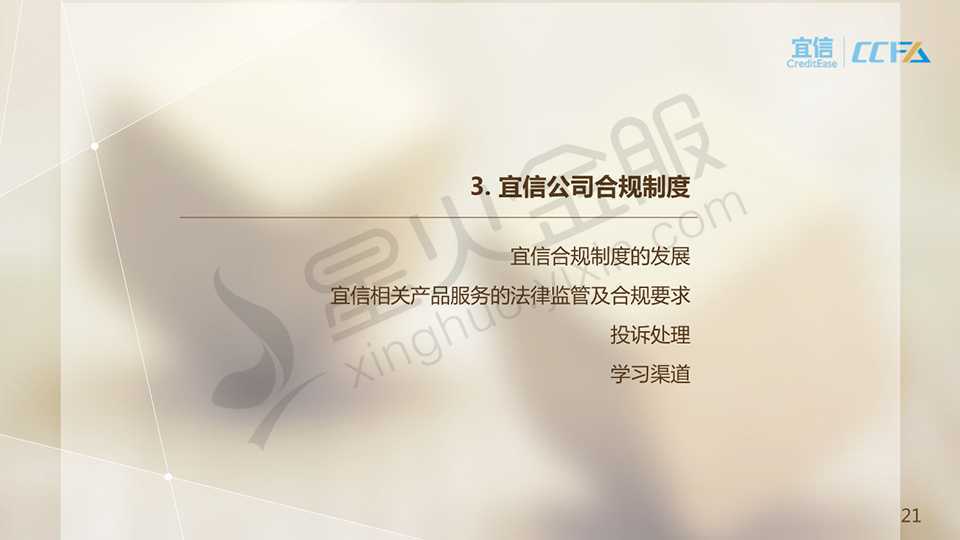 宜信
CreditEase
CCFA
3. 宜信公司合规制度
宜信合规制度的发展
宜信相关产品服务的法律监管及合规要求
投诉处理
学习渠道
星火金服
xinghuo.yixin.com
21